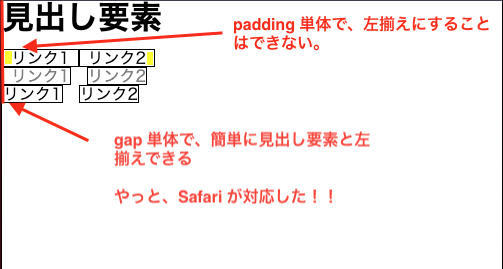 見出し要素
padding 単体で、左揃えにすること
はできない。
リンク1 リンク2
リンク1 リンク2
リンク1 リンク2
gap 単体で、簡単に見出し要素と左
揃えできる
やっと、Safari が対応した！！